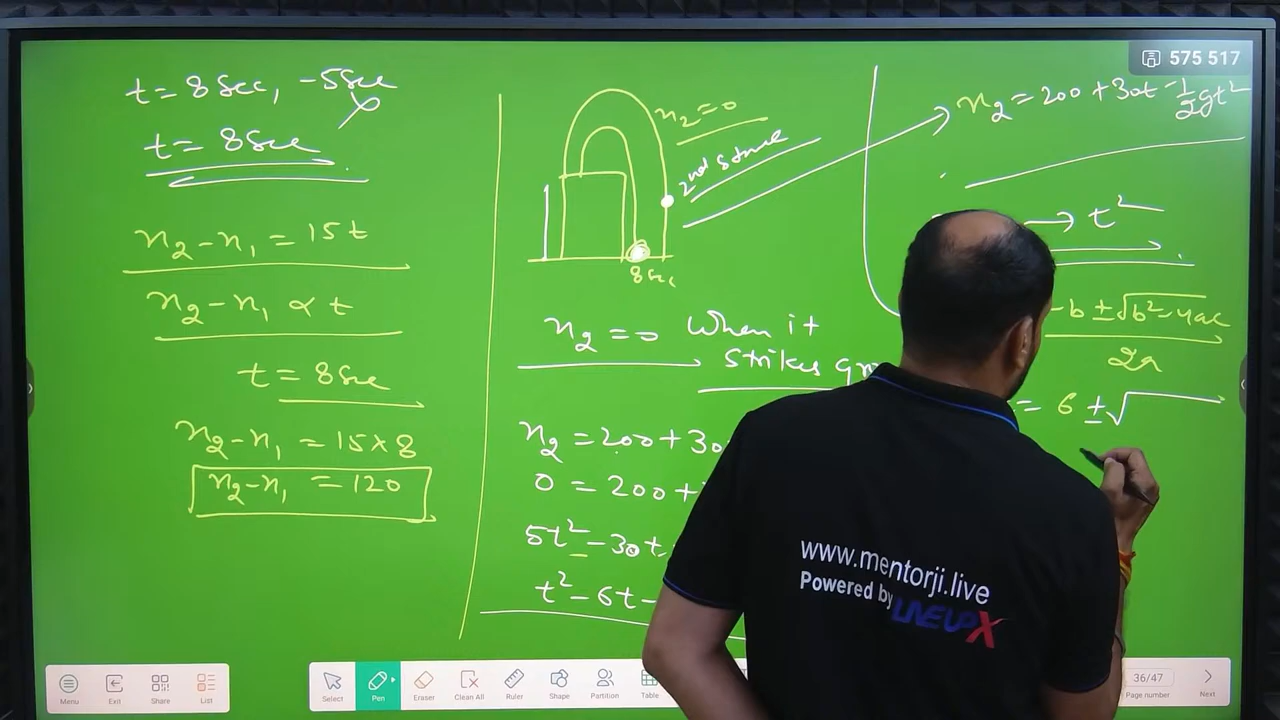 575 517
t = 8 Sec, -5 Sec
t = 8 Sec
x₂-x₁ = 15t
x₂-x₁ ∝ t
t = 8 Sec
x₂-x₁ = 15×8
x₂-x₁ = 120
x₂=0
2nd Stone
8 Sec
x₂=0 When it
strikes
x₂ = 200+30
0 = 200+
5t²-30t
t²-6t-
x₂ = 200+30t-½gt²
→ t²
-b±√b²-4ac
2a
= 6 ±√
www.mentorji.live
Powered by LINEUPX
Menu
Exit
Share
List
Select
Pen
Eraser
Clean All
Ruler
Shape
Partition
Table
36/47
Page number
Next